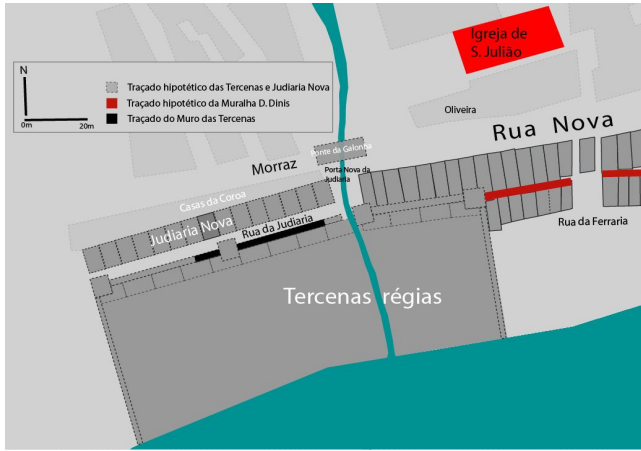 Igreja de
S. Julião
N
0m 20m
Traçado hipotético das Tercenas e Judiaria Nova
Traçado hipotético da Muralha D. Dinis
Traçado do Muro das Tercenas
Oliveira
Rua Nova
Ponte da Galonha
Morraz
Porta Nova da
Judiaria
Casas da Coroa
Judiaria Nova
Rua da Judiaria
Rua da Ferraria
Tercenas régias